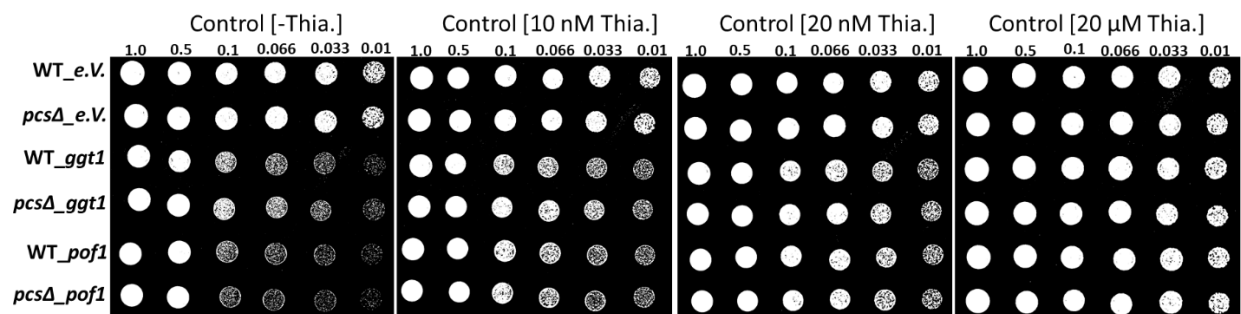 Control [-Thia.] Control [10 nM Thia.] Control [20 nM Thia.] Control [20 µM Thia.]
1.0 0.5 0.1 0.066 0.033 0.01 1.0 0.5 0.1 0.066 0.033 0.01 1.0 0.5 0.1 0.066 0.033 0.01 1.0 0.5 0.1 0.066 0.033 0.01
WT_e.V.
pcsΔ_e.V.
WT_ggt1
pcsΔ_ggt1
WT_pof1
pcsΔ_pof1